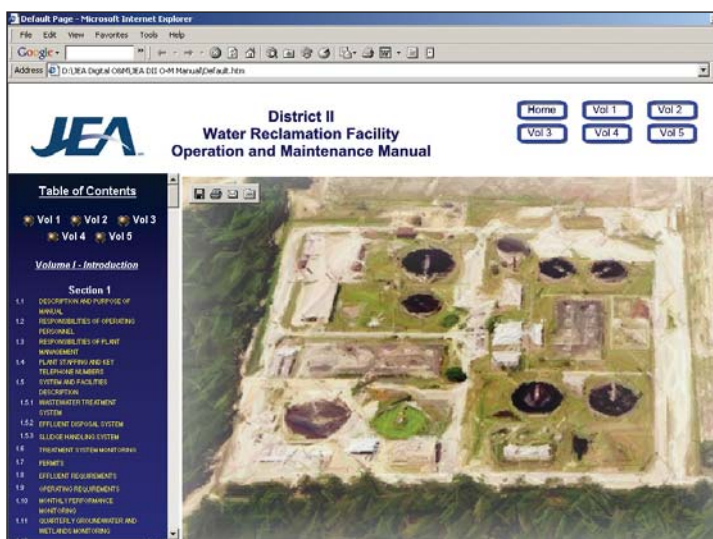 Default Page - Microsoft Internet Explorer
File Edit View Favorites Tools Help
Google
Address D:\JEA Digital O&M\JEA DII O-M Manual\Default.htm
JEA
District II
Water Reclamation Facility
Operation and Maintenance Manual
Home Vol 1 Vol 2
Vol 3 Vol 4 Vol 5
Table of Contents
Vol 1 Vol 2 Vol 3
Vol 4 Vol 5
Volume I - Introduction
Section 1
1.1 DESCRIPTION AND PURPOSE OF
MANUAL
1.2 RESPONSIBILITIES OF OPERATING
PERSONNEL
1.3 RESPONSIBILITIES OF PLANT
MANAGEMENT
1.4 PLANT STAFFING AND KEY
TELEPHONE NUMBERS
1.5 SYSTEM AND FACILITIES
DESCRIPTION
1.5.1 WASTEWATER TREATMENT
SYSTEM
1.5.2 EFFLUENT DISPOSAL SYSTEM
1.5.3 SLUDGE HANDLING SYSTEM
1.6 TREATMENT SYSTEM MONITORING
1.7 PERMITS
1.8 EFFLUENT REQUIREMENTS
1.9 OPERATING REQUIREMENTS
1.10 MONTHLY PERFORMANCE
MONITORING
1.11 QUARTERLY GROUNDWATER AND
WETLANDS MONITORING